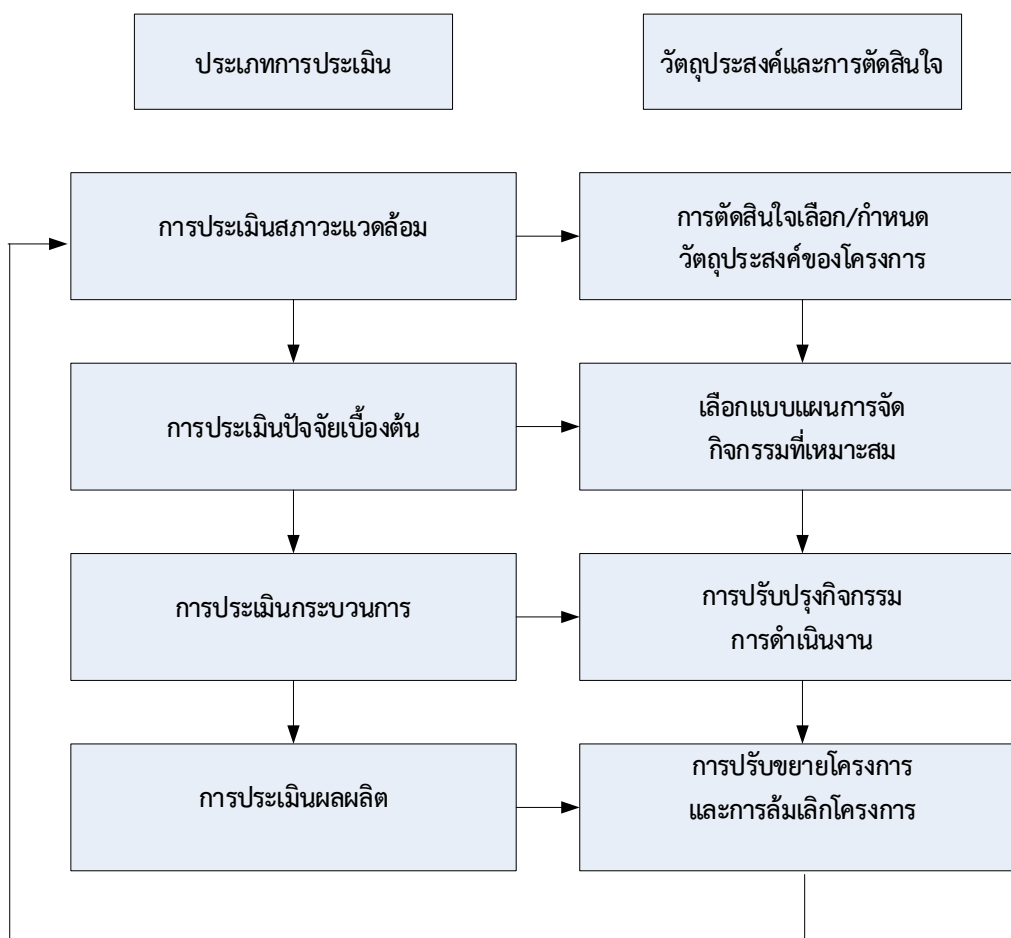 ประเภทการประเมิน
วัตถุประสงค์และการตัดสินใจ
การประเมินสภาวะแวดล้อม
การตัดสินใจเลือก/กำหนด
วัตถุประสงค์ของโครงการ
การประเมินปัจจัยเบื้องต้น
เลือกแบบแผนการจัด
กิจกรรมที่เหมาะสม
การประเมินกระบวนการ
การปรับปรุงกิจกรรม
การดำเนินงาน
การประเมินผลผลิต
การปรับขยายโครงการ
และการล้มเลิกโครงการ